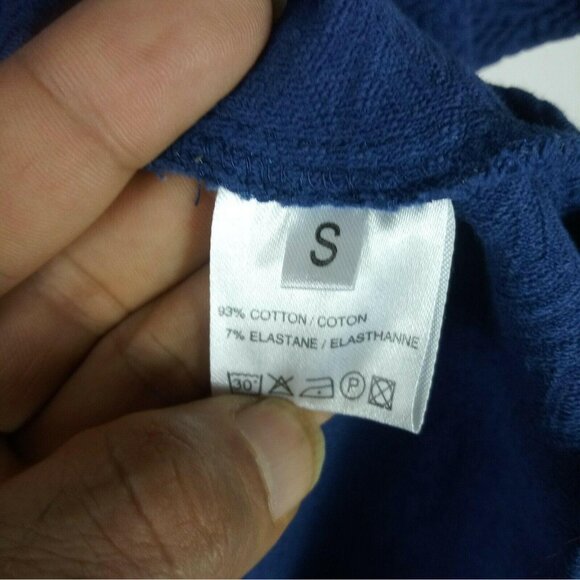 S
93% COTTON / COTON
7% ELASTANE / ELASTHANNE
30° P